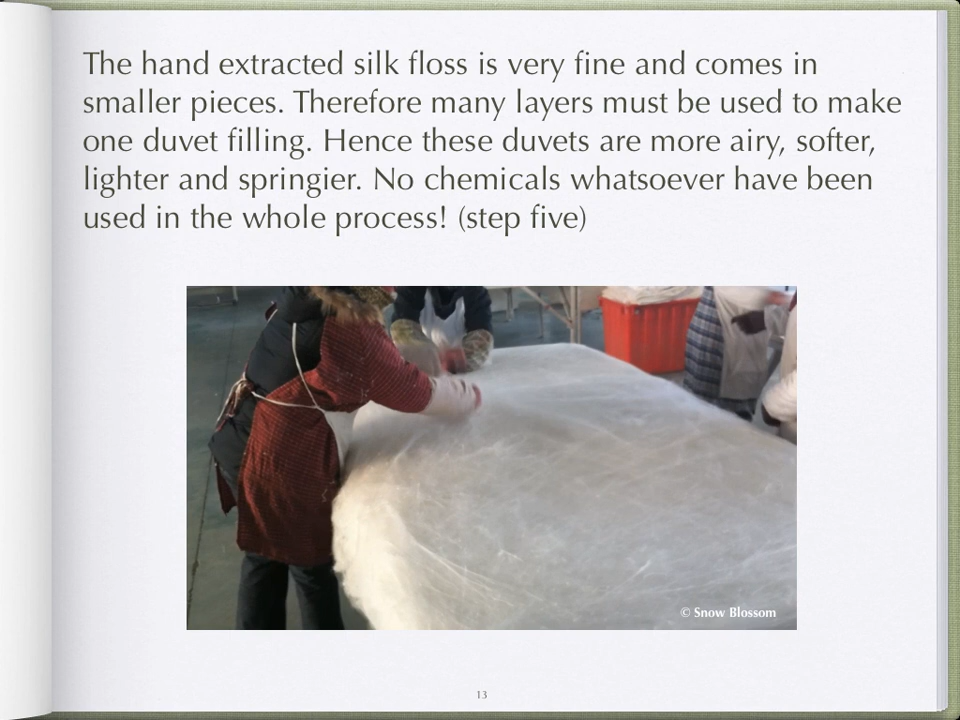 The hand extracted silk floss is very fine and comes in
smaller pieces. Therefore many layers must be used to make
one duvet filling. Hence these duvets are more airy, softer,
lighter and springier. No chemicals whatsoever have been
used in the whole process! (step five)
© Snow Blossom
13